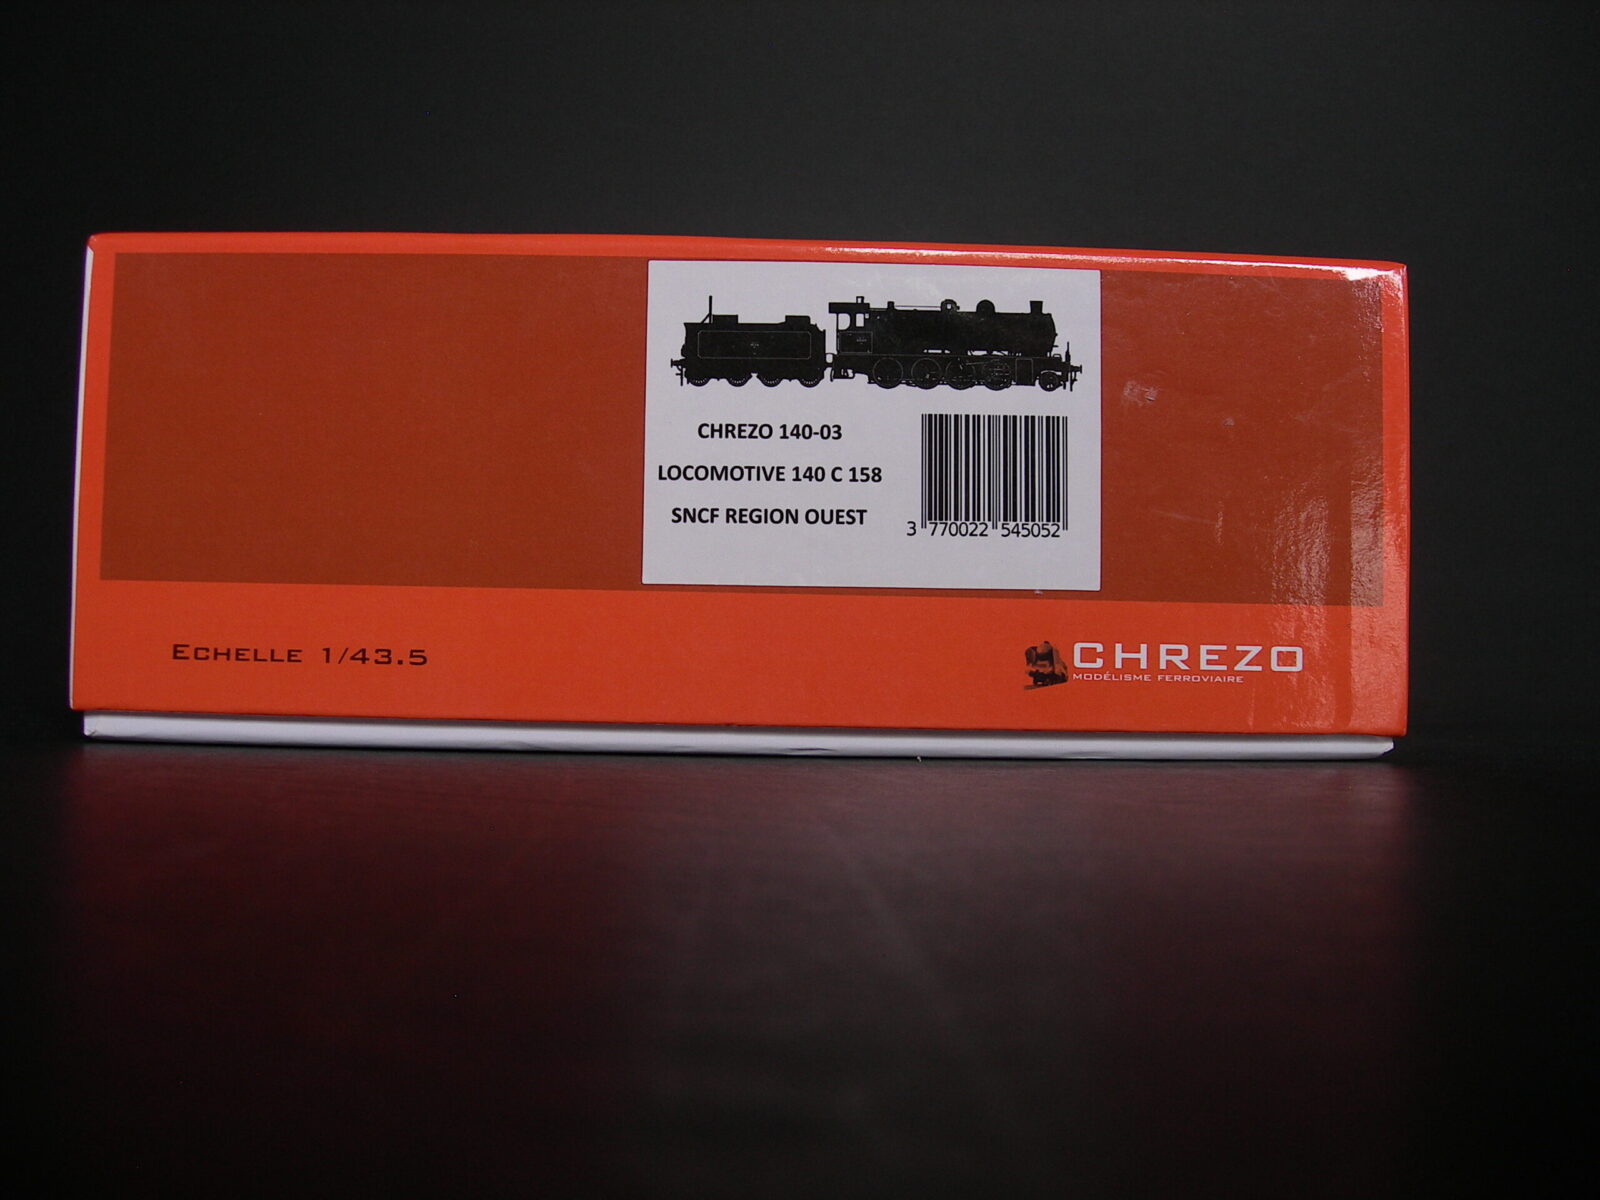 CHREZO 140-03
LOCOMOTIVE 140 C 158
SNCF REGION OUEST
3 770022 545052
ECHELLE 1/43.5
CHREZO
MODÉLISME FERROVIAIRE